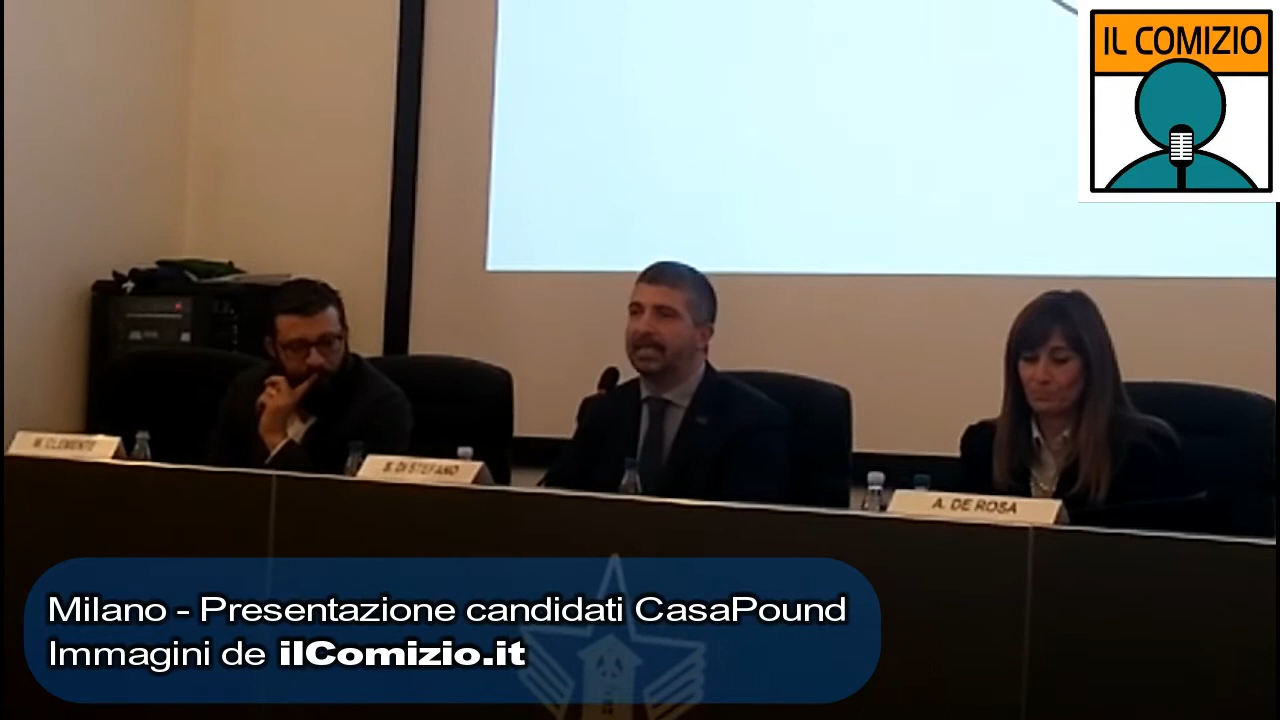 IL COMIZIO
M. CLEMENTE
S. DI STEFANO
A. DE ROSA
Milano - Presentazione candidati CasaPound
Immagini de ilComizio.it